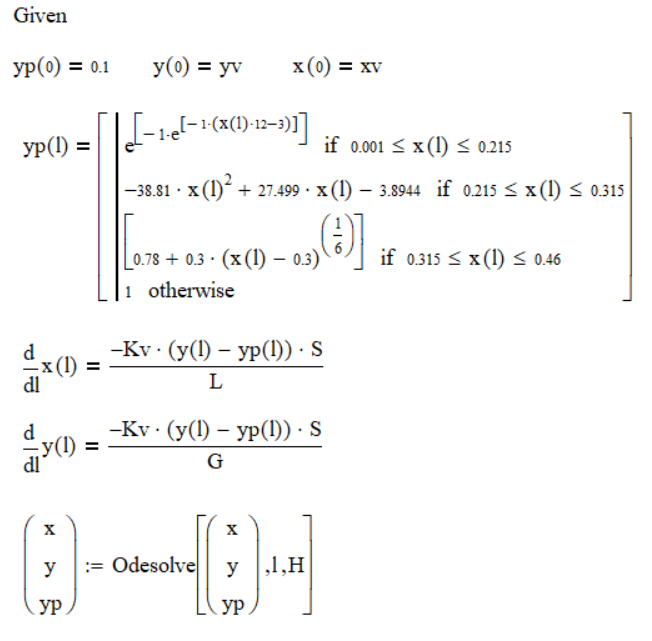 Given
yp(0) = 0.1 y(0) = yv x(0) = xv
yp(l) = [ e^[-1·e^[-1·(x(l)·12-3)]] if 0.001 ≤ x(l) ≤ 0.215
-38.81 · x(l)^2 + 27.499 · x(l) - 3.8944 if 0.215 ≤ x(l) ≤ 0.315
[0.78 + 0.3 · (x(l) - 0.3)^(1/6)] if 0.315 ≤ x(l) ≤ 0.46
1 otherwise ]
d/dl x(l) = -Kv · (y(l) - yp(l)) · S / L
d/dl y(l) = -Kv · (y(l) - yp(l)) · S / G
(x y yp) := Odesolve[(x y yp),l,H]